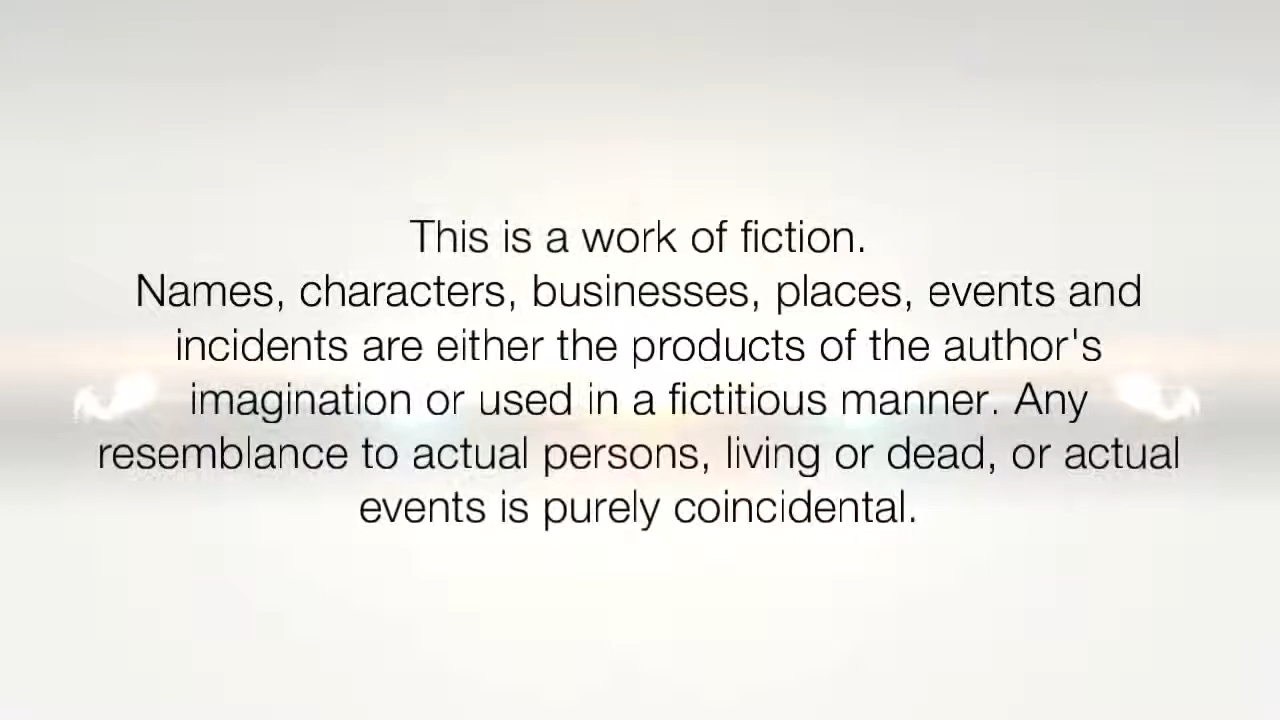 This is a work of fiction.
Names, characters, businesses, places, events and
incidents are either the products of the author's
imagination or used in a fictitious manner. Any
resemblance to actual persons, living or dead, or actual
events is purely coincidental.